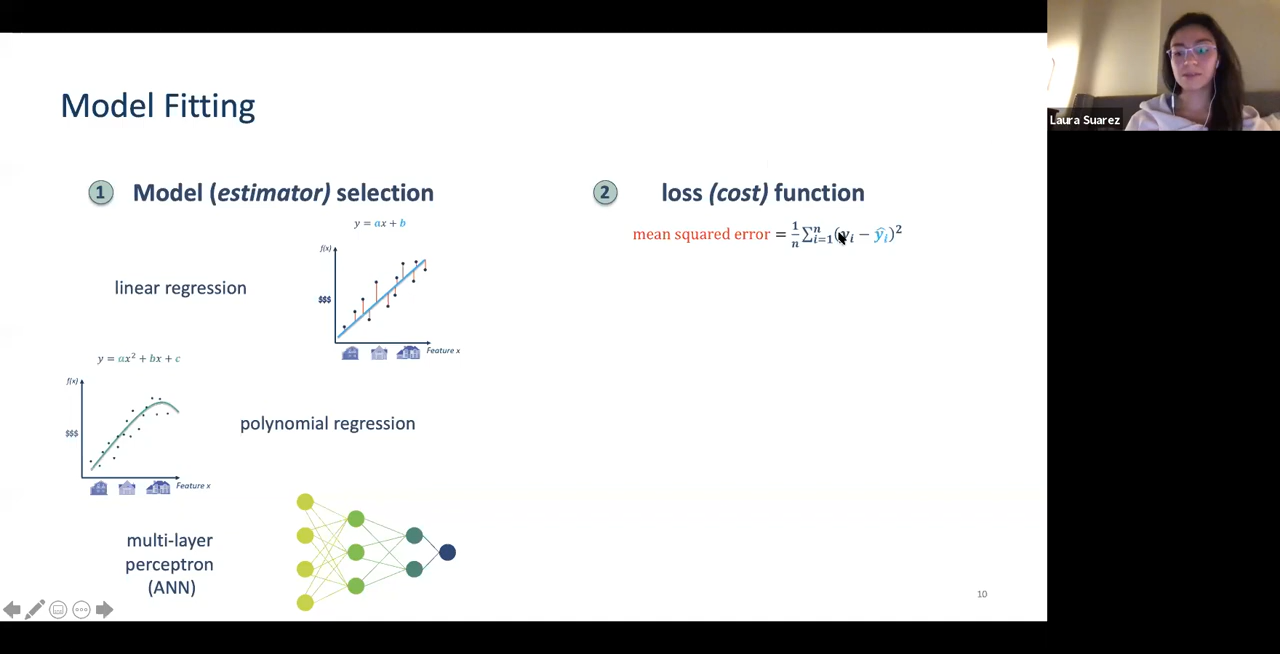 Model Fitting
1 Model (estimator) selection
y = ax + b
f(x)
$$$
Feature x
linear regression
y = ax² + bx + c
f(x)
$$$
Feature x
polynomial regression
multi-layer
perceptron
(ANN)
2 loss (cost) function
mean squared error = 1/n ∑ⁿᵢ₌₁(yᵢ − ŷᵢ)²
10
Laura Suarez